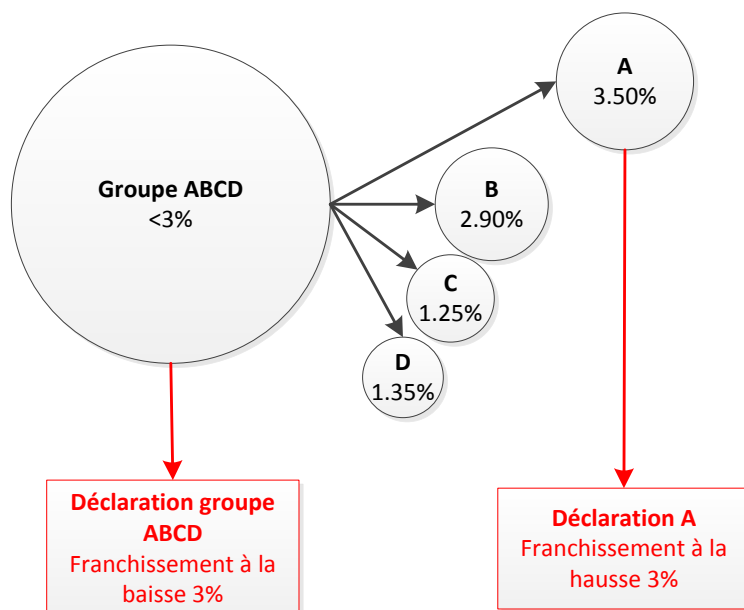 Groupe ABCD
<3%
A
3.50%
B
2.90%
C
1.25%
D
1.35%
Déclaration groupe
ABCD
Franchissement à la
baisse 3%
Déclaration A
Franchissement à la
hausse 3%